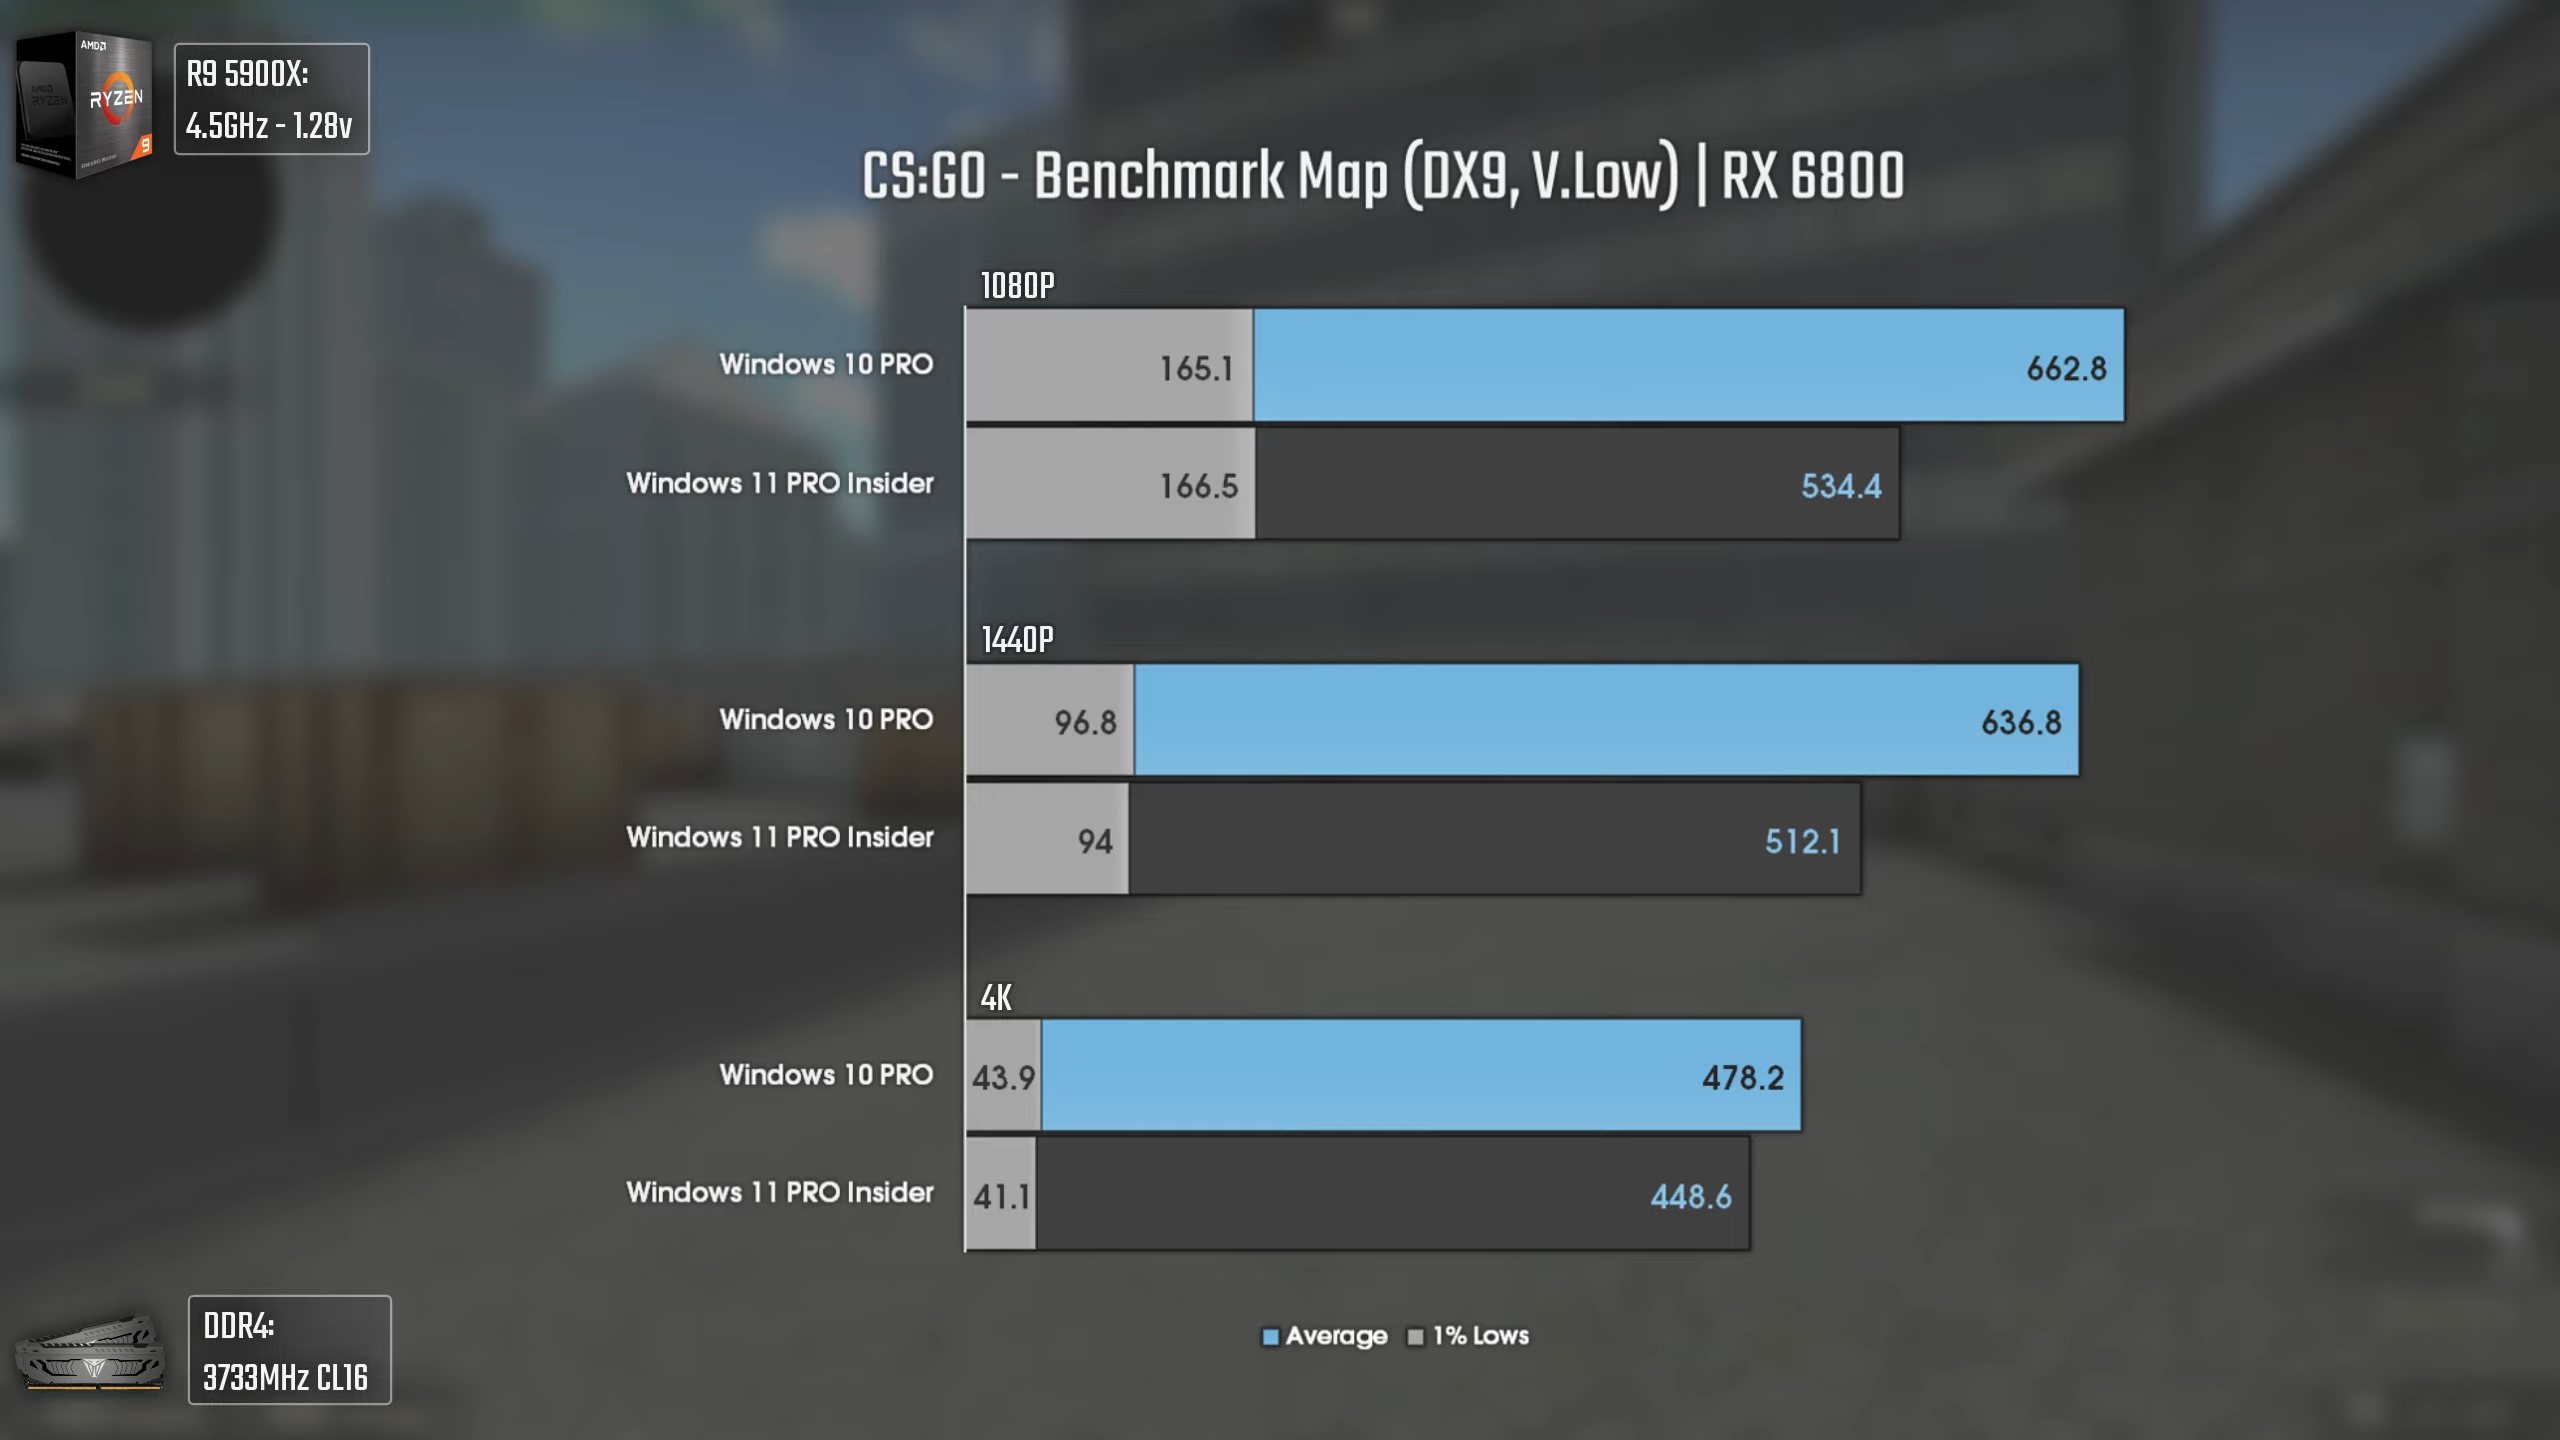 AMD
AMD
RYZEN
RYZEN
9
R9 5900X:
4.5GHz - 1.28v
CS:GO - Benchmark Map (DX9, V.Low) | RX 6800
1080P
Windows 10 PRO 165.1 662.8
Windows 11 PRO Insider 166.5 534.4
1440P
Windows 10 PRO 96.8 636.8
Windows 11 PRO Insider 94 512.1
4K
Windows 10 PRO 43.9 478.2
Windows 11 PRO Insider 41.1 448.6
Average 1% Lows
DDR4:
3733MHz CL16